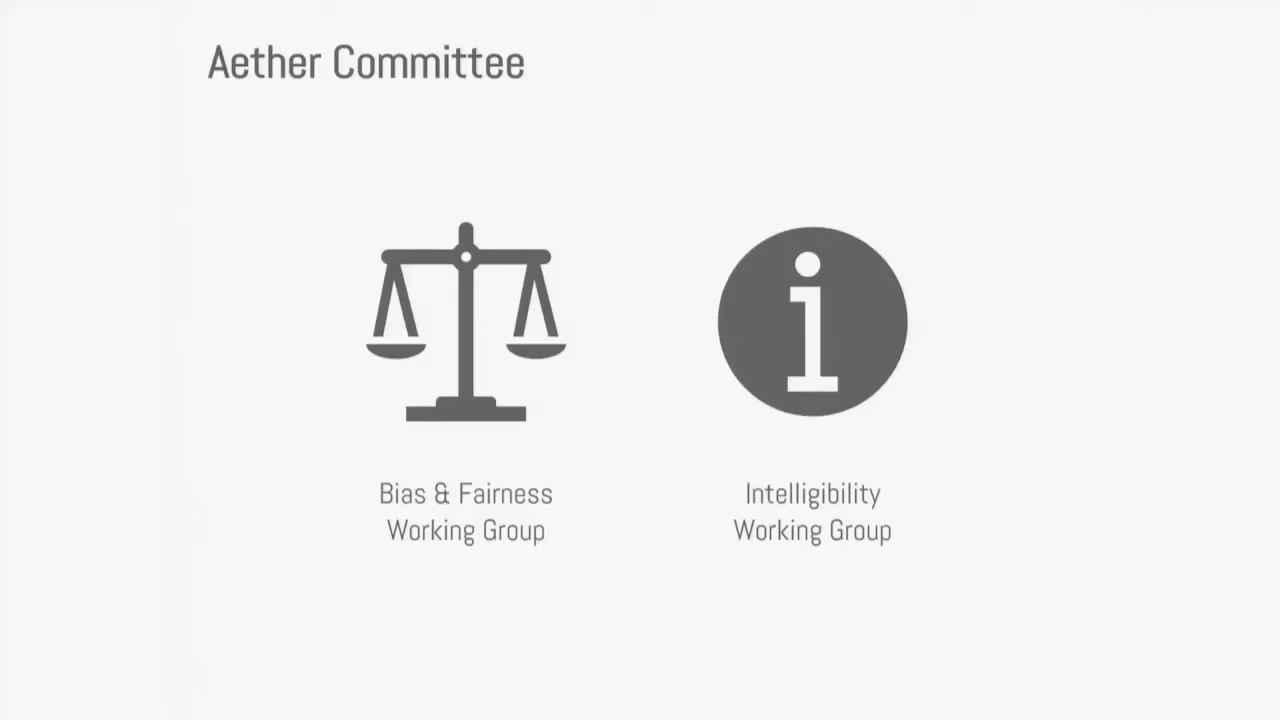 Aether Committee
Bias & Fairness
Working Group
Intelligibility
Working Group